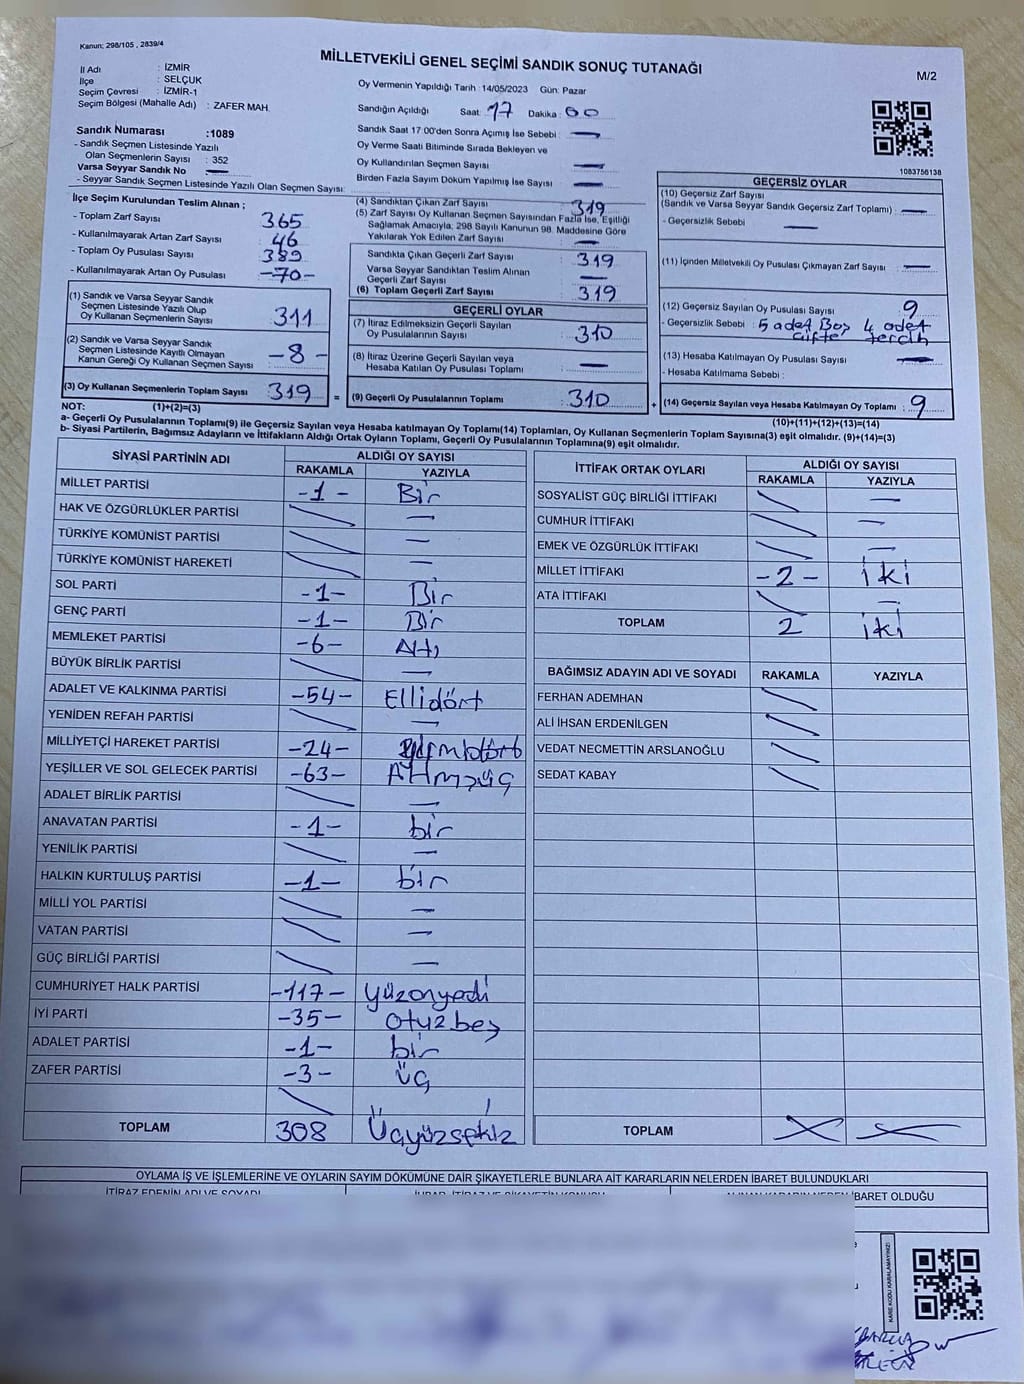 Kanun: 298/105 , 2839/4
MİLLETVEKİLİ GENEL SEÇİMİ SANDIK SONUÇ TUTANAĞI
M/2
İl Adı : İZMİR
İlçe : SELÇUK
Seçim Çevresi : İZMİR-1
Seçim Bölgesi (Mahalle Adı) : ZAFER MAH.
Sandık Numarası :1089
- Sandık Seçmen Listesinde Yazılı
Olan Seçmenlerin Sayısı : 352
Varsa Seyyar Sandık No —
- Seyyar Sandık Seçmen Listesinde Yazılı Olan Seçmen Sayısı:
Oy Vermenin Yapıldığı Tarih :14/05/2023 Gün: Pazar
Sandığın Açıldığı Saat :17 Dakika :00
Sandık Saat 17:00'den Sonra Açımış İse Sebebi : —
Oy Verme Saati Bitiminde Sırada Bekleyen ve
Oy Kullandırılan Seçmen Sayısı : —
Birden Fazla Sayım Döküm Yapılmış İse Sayısı : —
1083756138
İlçe Seçim Kurulundan Teslim Alınan ;
- Toplam Zarf Sayısı 365
- Kullanılmayarak Artan Zarf Sayısı 46
- Toplam Oy Pusulası Sayısı 389
- Kullanılmayarak Artan Oy Pusulası -70-
(1) Sandık ve Varsa Seyyar Sandık
Seçmen Listesinde Yazılı Olup
Oy Kullanan Seçmenlerin Sayısı : 311
(2) Sandık ve Varsa Seyyar Sandık
Seçmen Listesinde Kayıtlı Olmayan
Kanun Gereği Oy Kullanan Seçmen Sayısı -8-
(3) Oy Kullanan Seçmenlerin Toplam Sayısı :319 =
(4) Sandıktan Çıkan Zarf Sayısı :319
(5) Zarf Sayısı Oy Kullanan Seçmen Sayısından Fazla İse, Eşitliği
Sağlamak Amacıyla, 298 Sayılı Kanunun 98. Maddesine Göre
Yakılarak Yok Edilen Zarf Sayısı : —
Sandıkta Çıkan Geçerli Zarf Sayısı : 319
Varsa Seyyar Sandıktan Teslim Alınan
Geçerli Zarf Sayısı : —
(6) Toplam Geçerli Zarf Sayısı : 319
GEÇERLİ OYLAR
(7) İtiraz Edilmeksizin Geçerli Sayılan
Oy Pusulalarının Sayısı : 310
(8) İtiraz Üzerine Geçerli Sayılan veya
Hesaba Katılan Oy Pusulası Toplamı : —
(9) Geçerli Oy Pusulalarının Toplamı :310 +
GEÇERSİZ OYLAR
(10) Geçersiz Zarf Sayısı
(Sandık ve Varsa Seyyar Sandık Geçersiz Zarf Toplamı) : —
- Geçersizlik Sebebi : —
(11) İçinden Milletvekili Oy Pusulası Çıkmayan Zarf Sayısı : —
(12) Geçersiz Sayılan Oy Pusulası Sayısı : 9
- Geçersizlik Sebebi : 5 adet Boş 4 adet
çifte tercih
(13) Hesaba Katılmayan Oy Pusulası Sayısı : —
- Hesaba Katılmama Sebebi :
(14) Geçersiz Sayılan veya Hesaba Katılmayan Oy Toplamı : 9
NOT: (1)+(2)=(3)
(10)+(11)+(12)+(13)=(14)
a- Geçerli Oy Pusulalarının Toplamı(9) ile Geçersiz Sayılan veya Hesaba katılmayan Oy Toplamı(14) Toplamları, Oy Kullanan Seçmenlerin Toplam Sayısına(3) eşit olmalıdır. (9)+(14)=(3)
b- Siyasi Partilerin, Bağımsız Adayların ve İttifakların Aldığı Ortak Oyların Toplamı, Geçerli Oy Pusulalarının Toplamına(9) eşit olmalıdır.
SİYASİ PARTİNİN ADI ALDIĞI OY SAYISI
RAKAMLA YAZIYLA
MİLLET PARTİSİ -1- Bir
HAK VE ÖZGÜRLÜKLER PARTİSİ —
TÜRKİYE KOMÜNİST PARTİSİ —
TÜRKİYE KOMÜNİST HAREKETİ —
SOL PARTİ -1- Bir
GENÇ PARTİ -1- Bir
MEMLEKET PARTİSİ -6- Altı
BÜYÜK BİRLİK PARTİSİ —
ADALET VE KALKINMA PARTİSİ -54- Ellidört
YENİDEN REFAH PARTİSİ —
MİLLİYETÇİ HAREKET PARTİSİ -24- yirmidört
YEŞİLLER VE SOL GELECEK PARTİSİ -63- Altmışüç
ADALET BİRLİK PARTİSİ —
ANAVATAN PARTİSİ -1- bir
YENİLİK PARTİSİ —
HALKIN KURTULUŞ PARTİSİ -1- bir
MİLLİ YOL PARTİSİ —
VATAN PARTİSİ —
GÜÇ BİRLİĞİ PARTİSİ —
CUMHURİYET HALK PARTİSİ -117- yüzonyedi
İYİ PARTİ -35- otuzbeş
ADALET PARTİSİ -1- bir
ZAFER PARTİSİ -3- üç
TOPLAM 308 Üçyüzsekiz
İTTİFAK ORTAK OYLARI ALDIĞI OY SAYISI
RAKAMLA YAZIYLA
SOSYALİST GÜÇ BİRLİĞİ İTTİFAKI —
CUMHUR İTTİFAKI —
EMEK VE ÖZGÜRLÜK İTTİFAKI —
MİLLET İTTİFAKI -2- iki
ATA İTTİFAKI —
TOPLAM 2 iki
BAĞIMSIZ ADAYIN ADI VE SOYADI RAKAMLA YAZIYLA
FERHAN ADEMHAN
ALİ İHSAN ERDENİLGEN
VEDAT NECMETTİN ARSLANOĞLU
SEDAT KABAY
TOPLAM
OYLAMA İŞ VE İŞLEMLERİNE VE OYLARIN SAYIM DÖKÜMÜNE DAİR ŞİKAYETLERLE BUNLARA AİT KARARLARIN NELERDEN İBARET BULUNDUKLARI
İTİRAZ EDENİN ADI VE SOYADI
İBARET OLDUĞU
KARE KODU KARALAMAYINIZ!